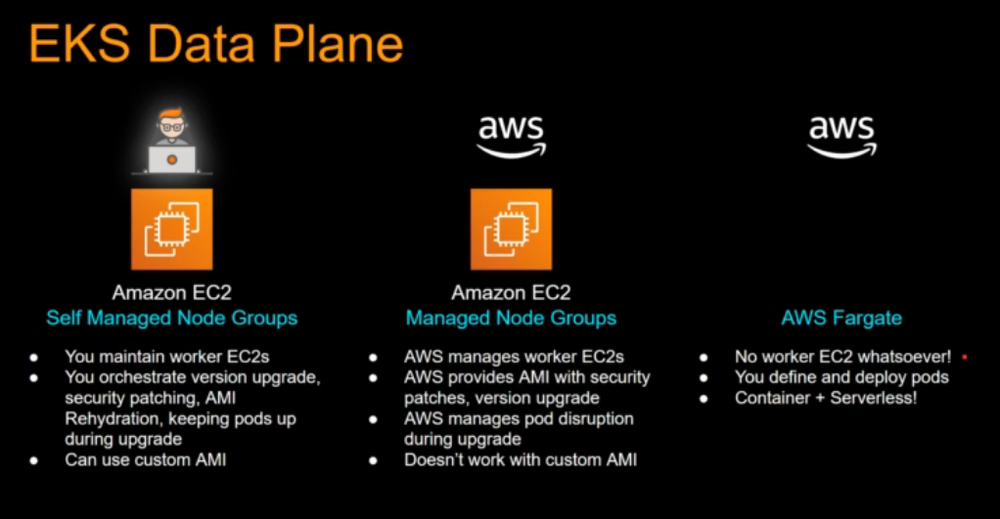 EKS Data Plane
aws
aws
Amazon EC2
Self Managed Node Groups
● You maintain worker EC2s
● You orchestrate version upgrade,
security patching, AMI
Rehydration, keeping pods up
during upgrade
● Can use custom AMI
Amazon EC2
Managed Node Groups
● AWS manages worker EC2s
● AWS provides AMI with security
patches, version upgrade
● AWS manages pod disruption
during upgrade
● Doesn't work with custom AMI
AWS Fargate
● No worker EC2 whatsoever!
● You define and deploy pods
● Container + Serverless!